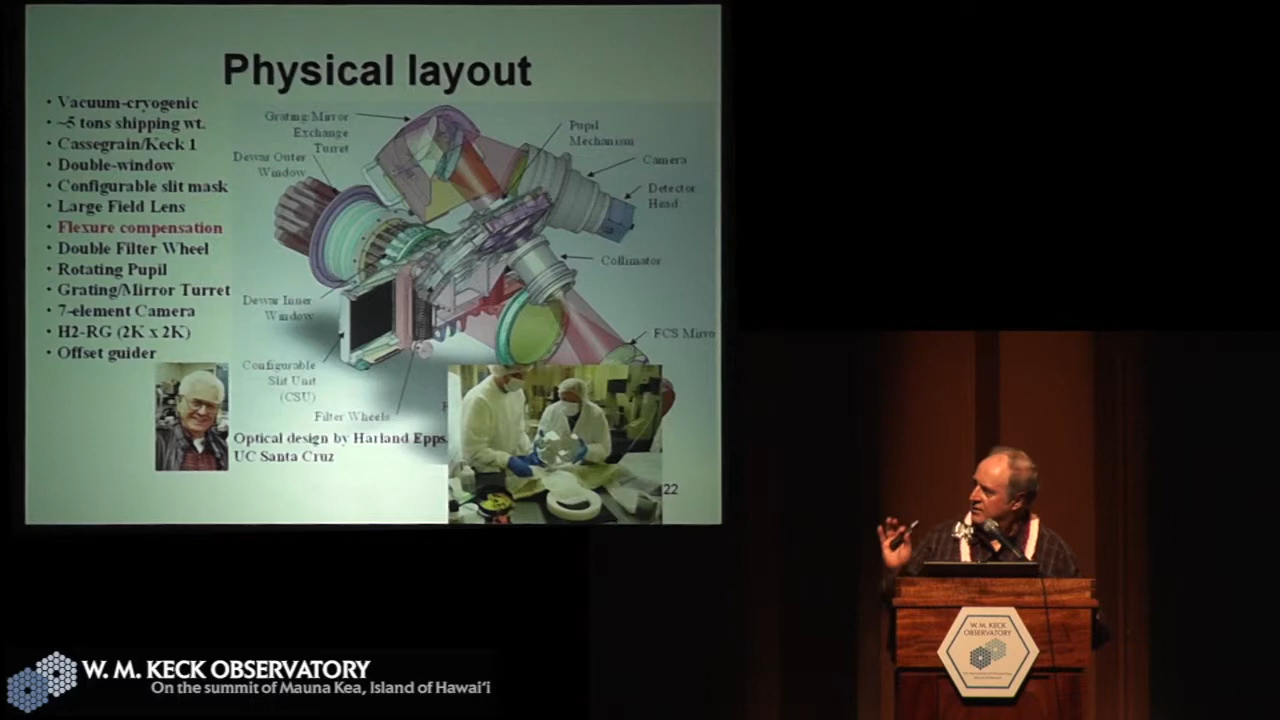 Physical layout
• Vacuum-cryogenic
• ~5 tons shipping wt.
• Cassegrain/Keck 1
• Double-window
• Configurable slit mask
• Large Field Lens
• Flexure compensation
• Double Filter Wheel
• Rotating Pupil
• Grating/Mirror Turret
• 7-element Camera
• H2-RG (2K x 2K)
• Offset guider
Grating/Mirror
Exchange
Turret
Dewar Outer
Window
Pupil
Mechanism
Camera
Detector
Head
Collimator
Dewar Inner
Window
FCS Mirro
Configurable
Slit Unit
(CSU)
Filter Wheels
Optical design by Harland Epps,
UC Santa Cruz
22
W. M. KECK
OBSERVATORY
W. M. KECK OBSERVATORY
On the summit of Mauna Kea, Island of Hawai‘i